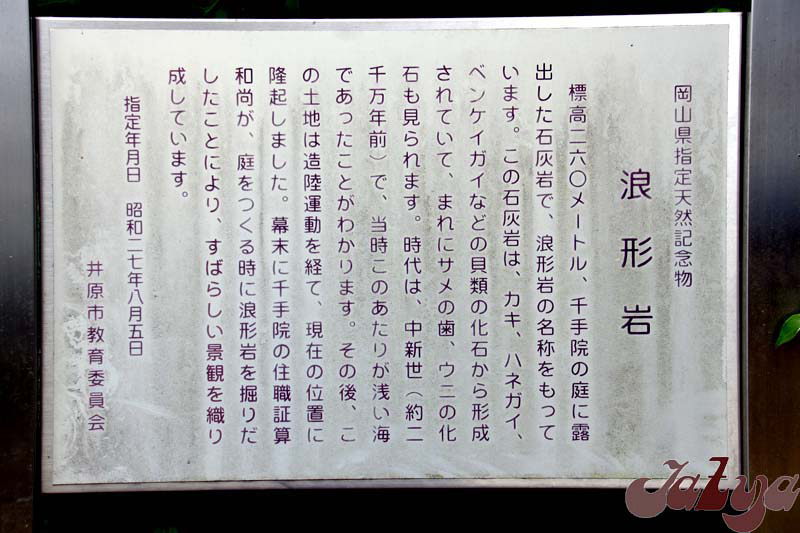 岡山県指定天然記念物
浪形岩
標高二六〇メートル、千手院の庭に露
出した石灰岩で、浪形岩の名称をもって
います。この石灰岩は、カキ、ハネガイ、
ベンケイガイなどの貝類の化石から形成
されていて、まれにサメの歯、ウニの化
石も見られます。時代は、中新世（約二
千万年前）で、当時このあたりが浅い海
であったことがわかります。その後、こ
の土地は造陸運動を経て、現在の位置に
隆起しました。幕末に千手院の住職証算
和尚が、庭をつくる時に浪形岩を掘りだ
したことにより、すばらしい景観を織り
成しています。
指定年月日 昭和二七年八月五日
井原市教育委員会
JaZya